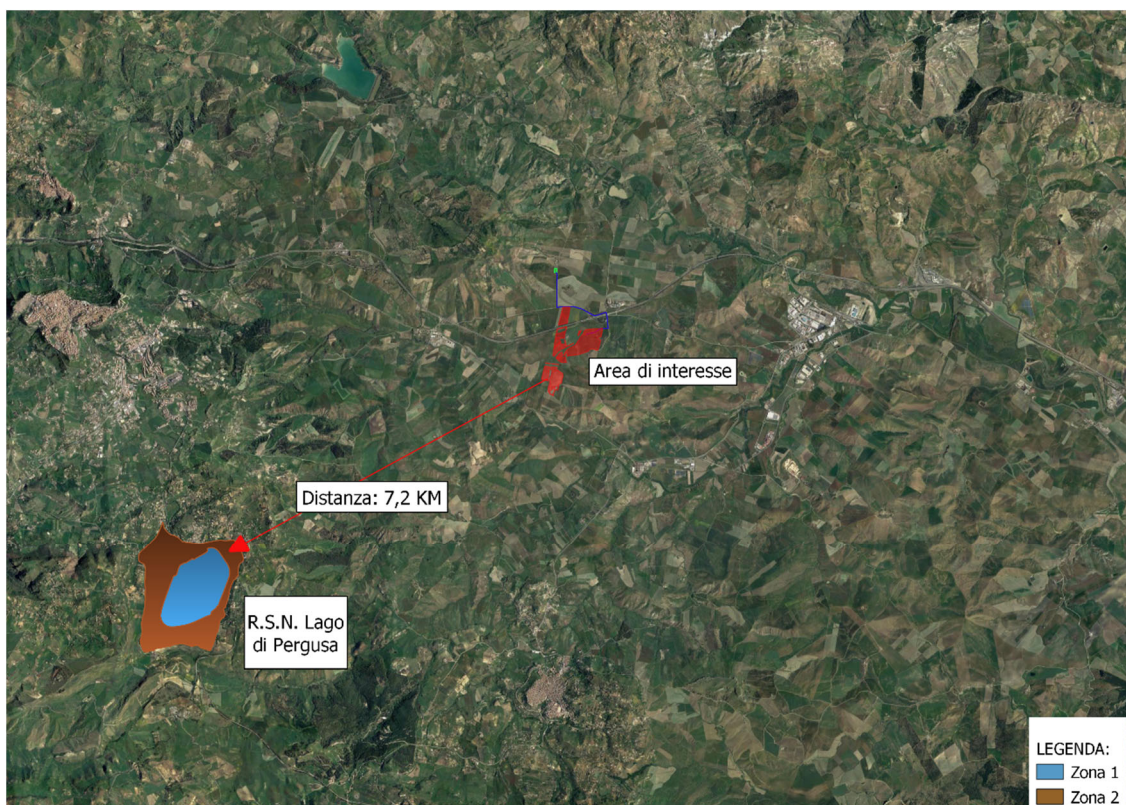 Area di interesse
Distanza: 7,2 KM
R.S.N. Lago
di Pergusa
LEGENDA:
Zona 1
Zona 2